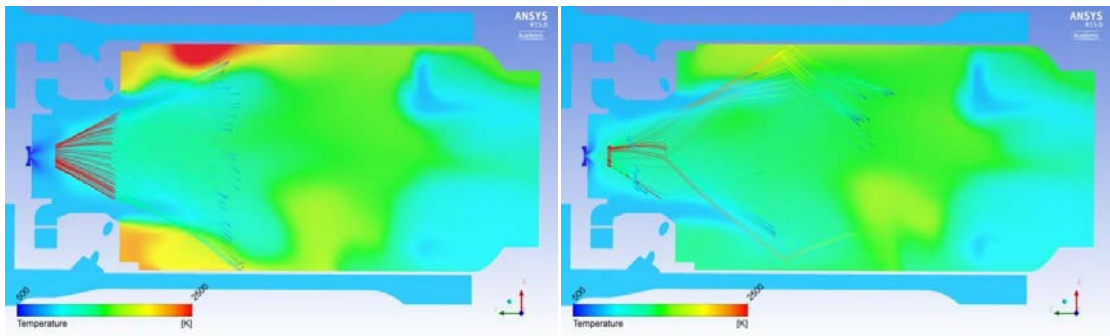 ANSYS
R15.0
Academic
500
2500
Temperature
[K]
ANSYS
R15.0
Academic
500
2500
Temperature
[K]